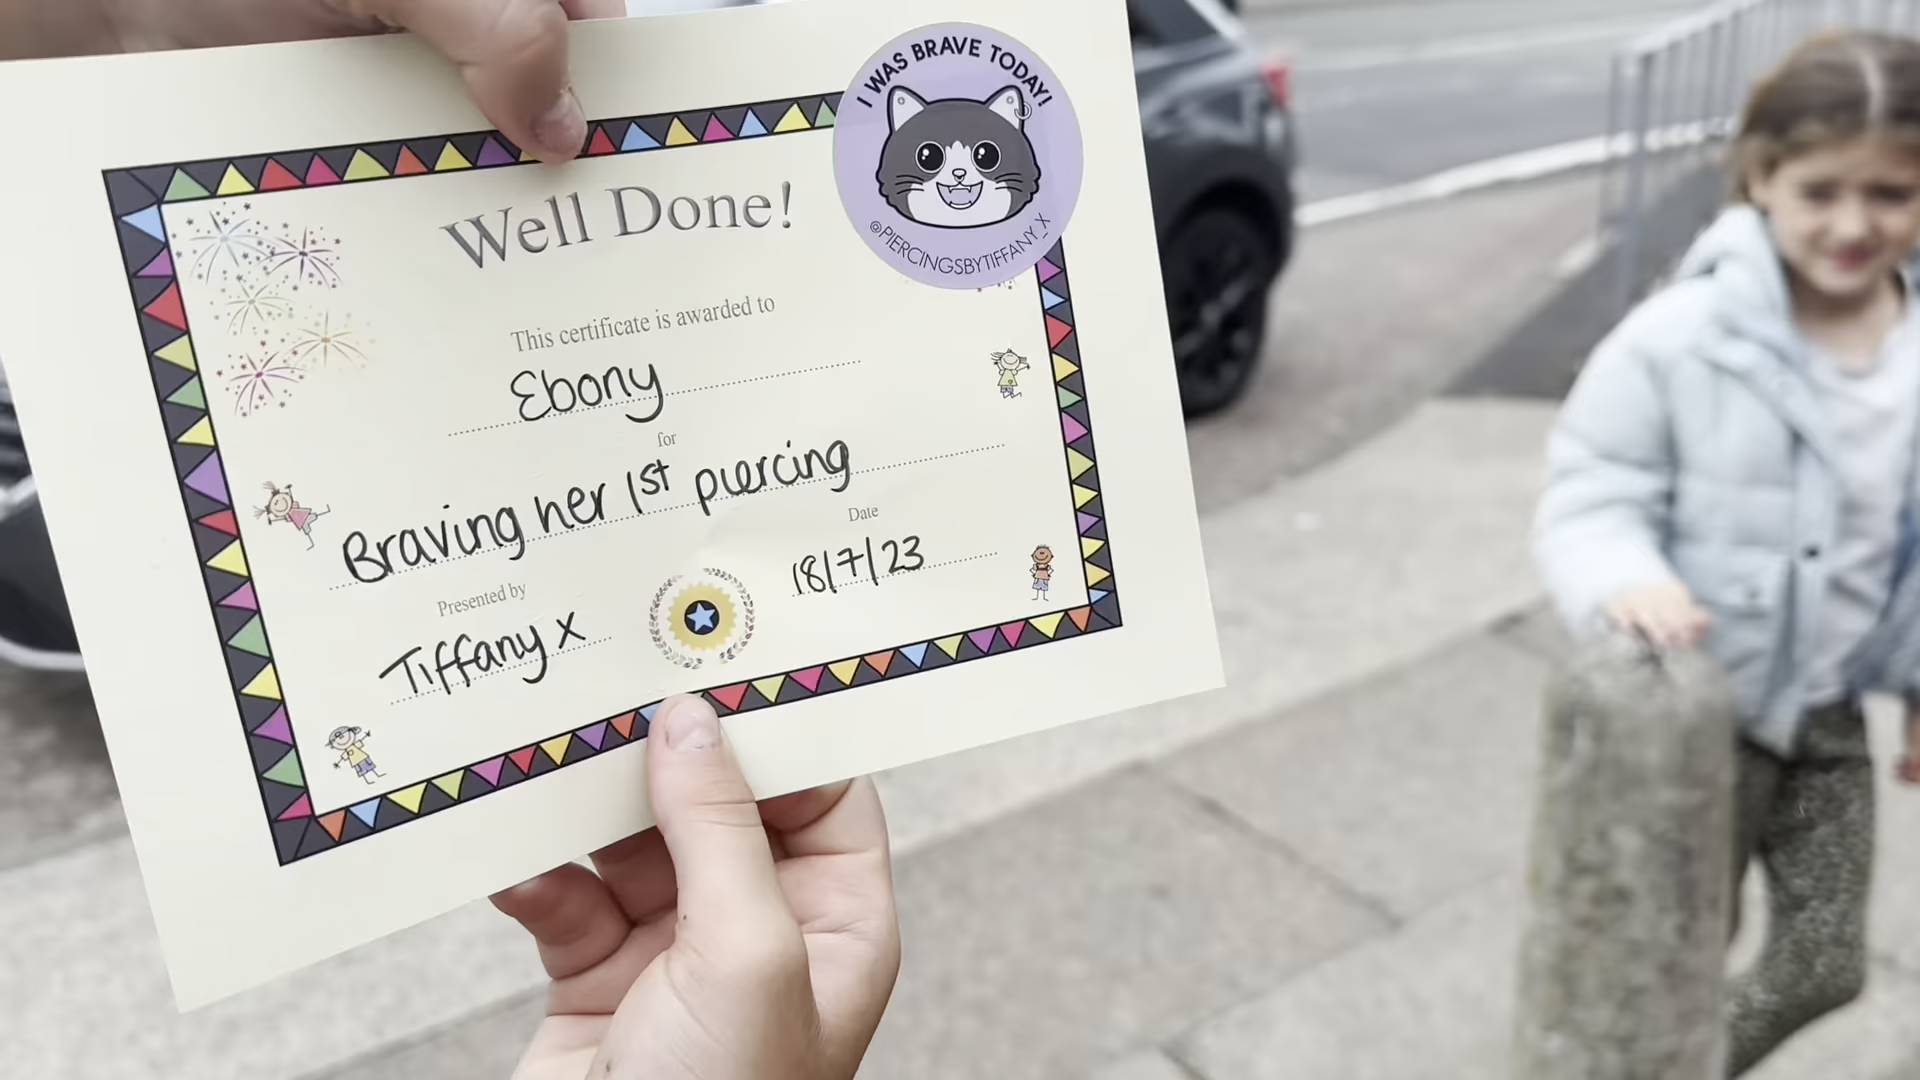 I WAS BRAVE TODAY!
@PIERCINGSBYTIFFANY_X
Well Done!
This certificate is awarded to
Ebony
for
Braving her 1st piercing
Date
18/7/23
Presented by
Tiffany x